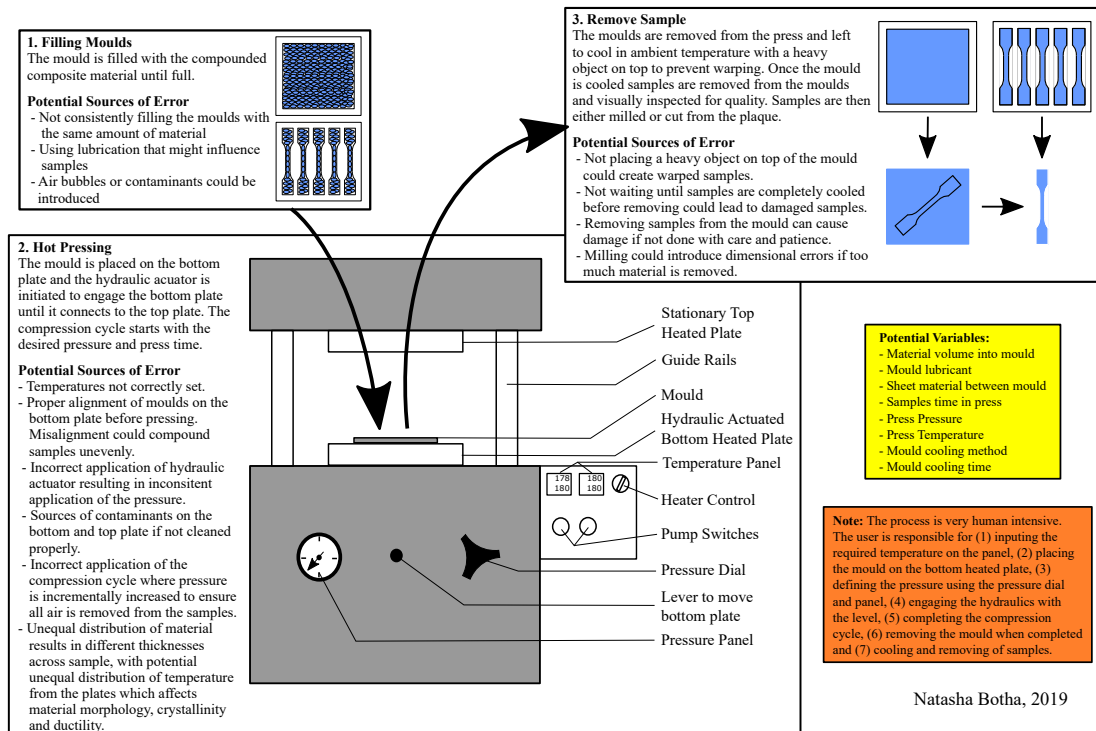 1. Filling Moulds
The mould is filled with the compounded
composite material until full.
Potential Sources of Error
- Not consistently filling the moulds with
the same amount of material
- Using lubrication that might influence
samples
- Air bubbles or contaminants could be
introduced
2. Hot Pressing
The mould is placed on the bottom
plate and the hydraulic acuator is
initiated to engage the bottom plate
until it connects to the top plate. The
compression cycle starts with the
desired pressure and press time.
Potential Sources of Error
- Temperatures not correctly set.
- Proper alignment of moulds on the
bottom plate before pressing.
Misalignment could compound
samples unevenly.
- Incorrect application of hydraulic
actuator resulting in inconsitent
application of the pressure.
- Sources of contaminants on the
bottom and top plate if not cleaned
properly.
- Incorrect application of the
compression cycle where pressure
is incrementally increased to ensure
all air is removed from the samples.
- Unequal distribution of material
results in different thicknesses
across sample, with potential
unequal distribution of temperature
from the plates which affects
material morphology, crystallinity
and ductility.
Stationary Top
Heated Plate
Guide Rails
Mould
Hydraulic Actuated
Bottom Heated Plate
Temperature Panel
178 180
180 180
Heater Control
Pump Switches
Pressure Dial
Lever to move
bottom plate
Pressure Panel
3. Remove Sample
The moulds are removed from the press and left
to cool in ambient temperature with a heavy
object on top to prevent warping. Once the mould
is cooled samples are removed from the moulds
and visually inspected for quality. Samples are then
either milled or cut from the plaque.
Potential Sources of Error
- Not placing a heavy object on top of the mould
could create warped samples.
- Not waiting until samples are completely cooled
before removing could lead to damaged samples.
- Removing samples from the mould can cause
damage if not done with care and patience.
- Milling could introduce dimensional errors if too
much material is removed.
Potential Variables:
- Material volume into mould
- Mould lubricant
- Sheet material between mould
- Samples time in press
- Press Pressure
- Press Temperature
- Mould cooling method
- Mould cooling time
Note: The process is very human intensive.
The user is responsible for (1) inputing the
required temperature on the panel, (2) placing
the mould on the bottom heated plate, (3)
defining the pressure using the pressure dial
and panel, (4) engaging the hydraulics with
the level, (5) completing the compression
cycle, (6) removing the mould when completed
and (7) cooling and removing of samples.
Natasha Botha, 2019